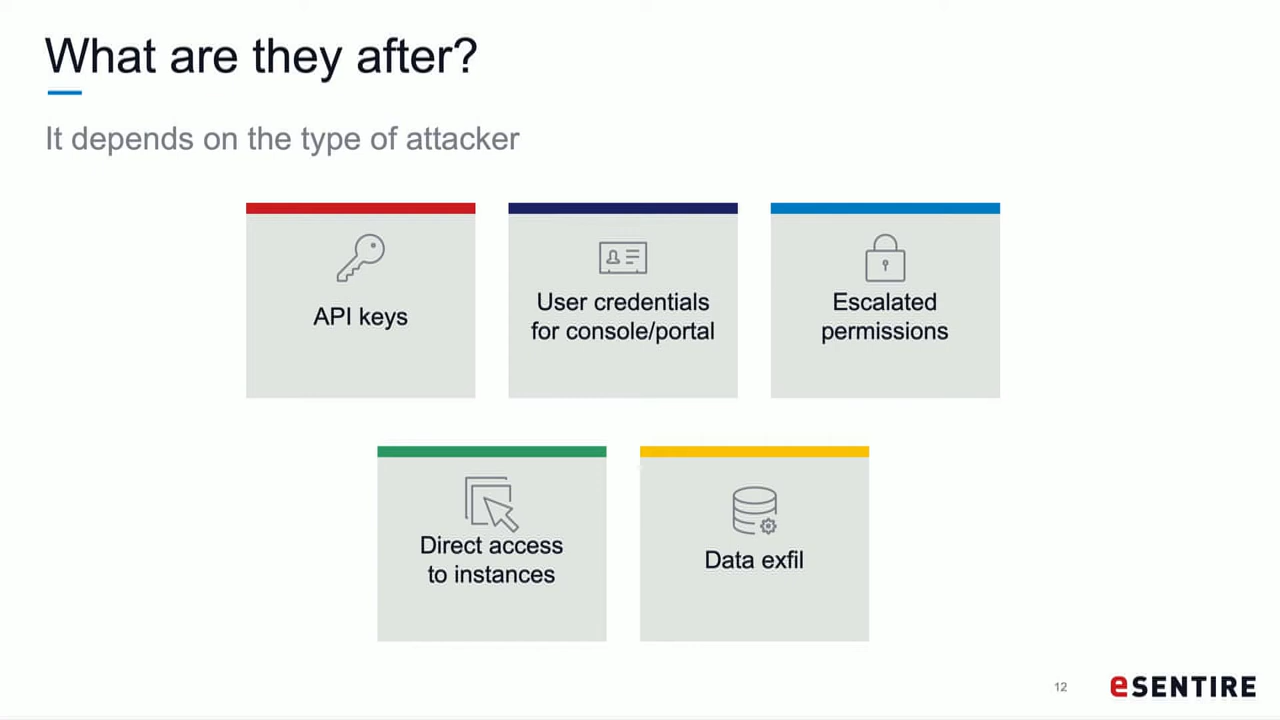 What are they after?
It depends on the type of attacker
API keys
User credentials
for console/portal
Escalated
permissions
Direct access
to instances
Data exfil
12
eSENTIRE